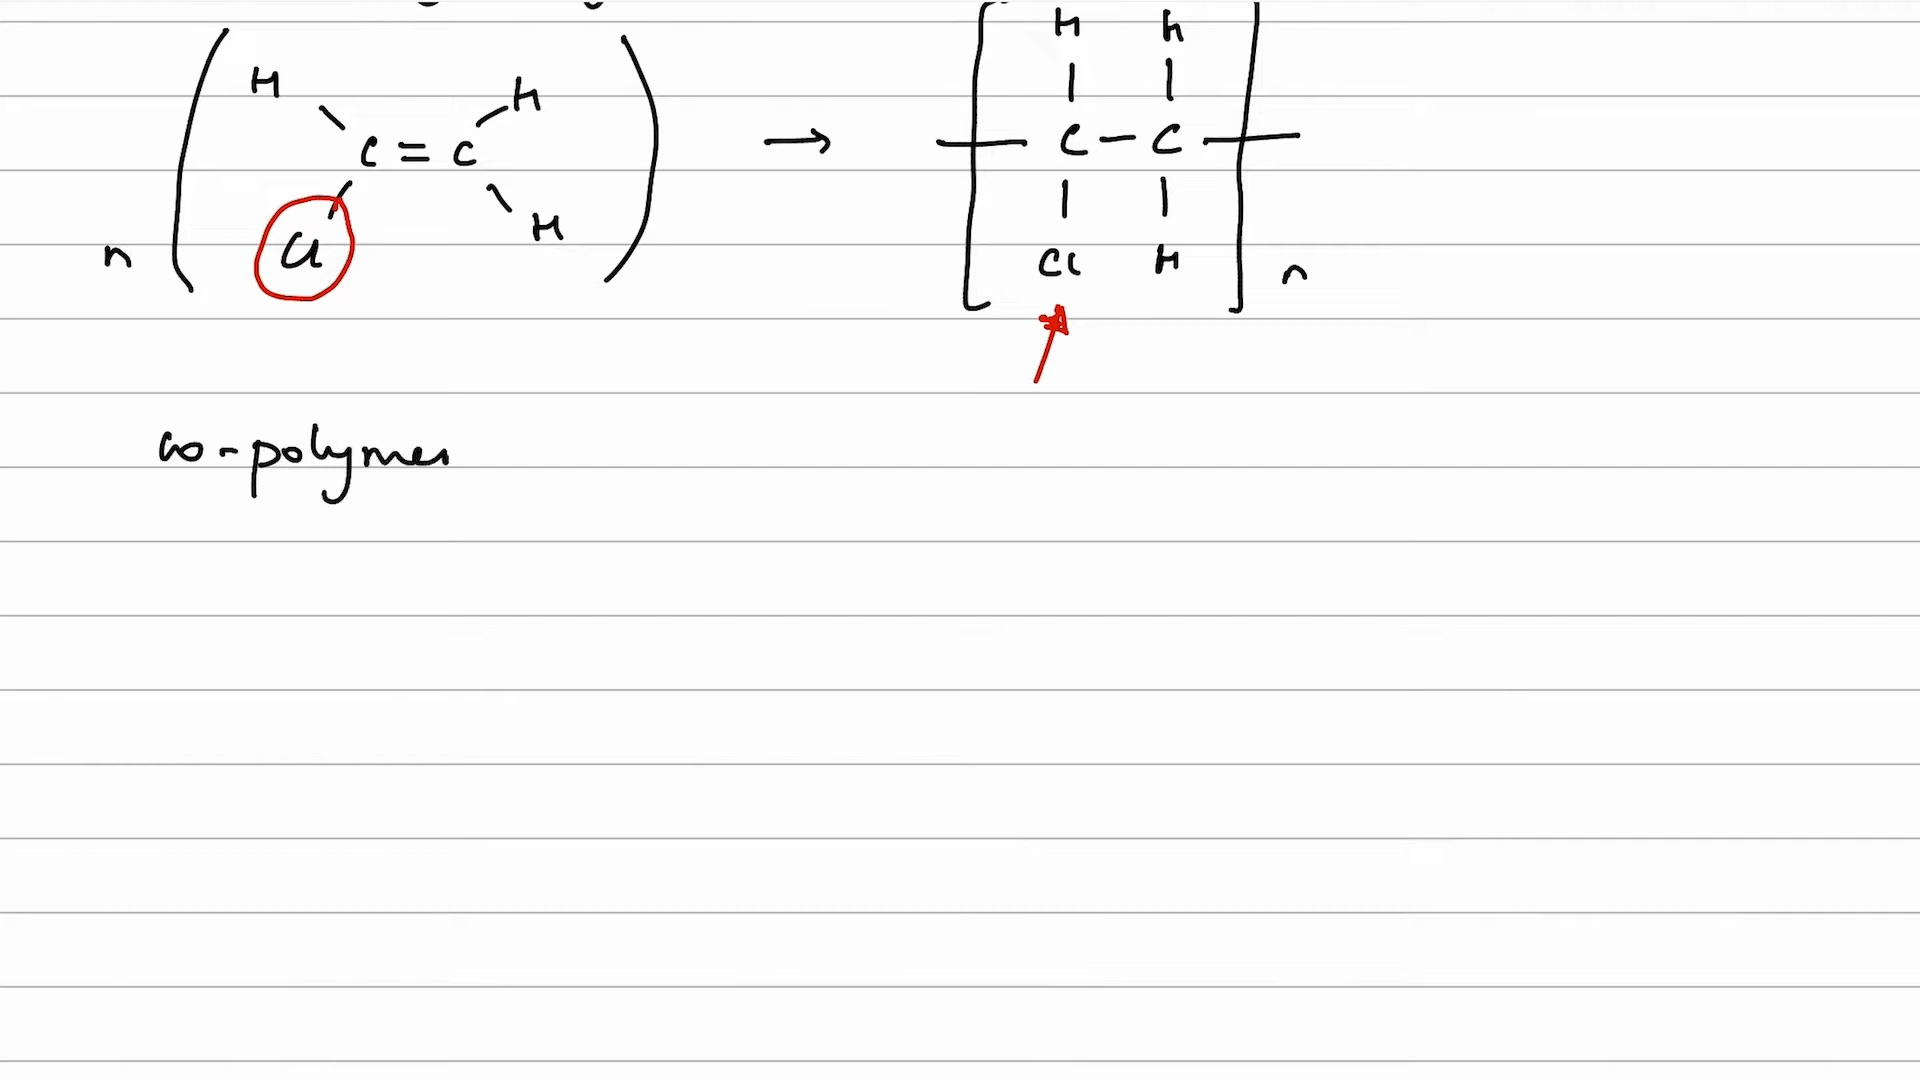 H H
H H
C = C → C - C
n Cl H Cl H n
co-polymer